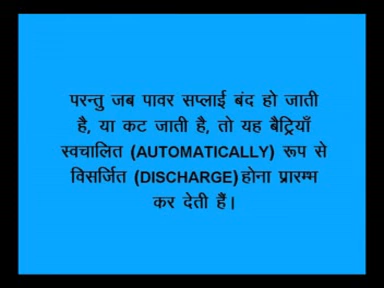 परन्तु जब पावर सप्लाई बंद हो जाती
है, या कट जाती है, तो यह बैट्रियाँ
स्वचालित (AUTOMATICALLY) रूप से
विसर्जित (DISCHARGE) होना प्रारम्भ
कर देती हैं।